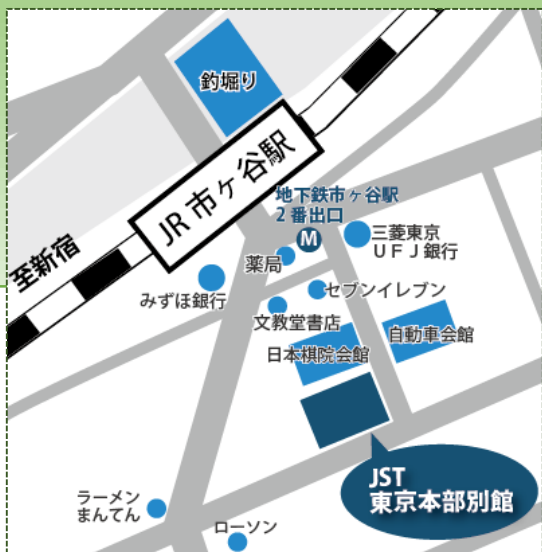 釣堀り
JR 市ヶ谷駅
地下鉄市ヶ谷駅
2 番出口
M
三菱東京
UFJ銀行
至新宿
薬局
みずほ銀行
セブンイレブン
文教堂書店
日本棋院会館
自動車会館
JST
東京本部別館
ラーメン
まんてん
ローソン